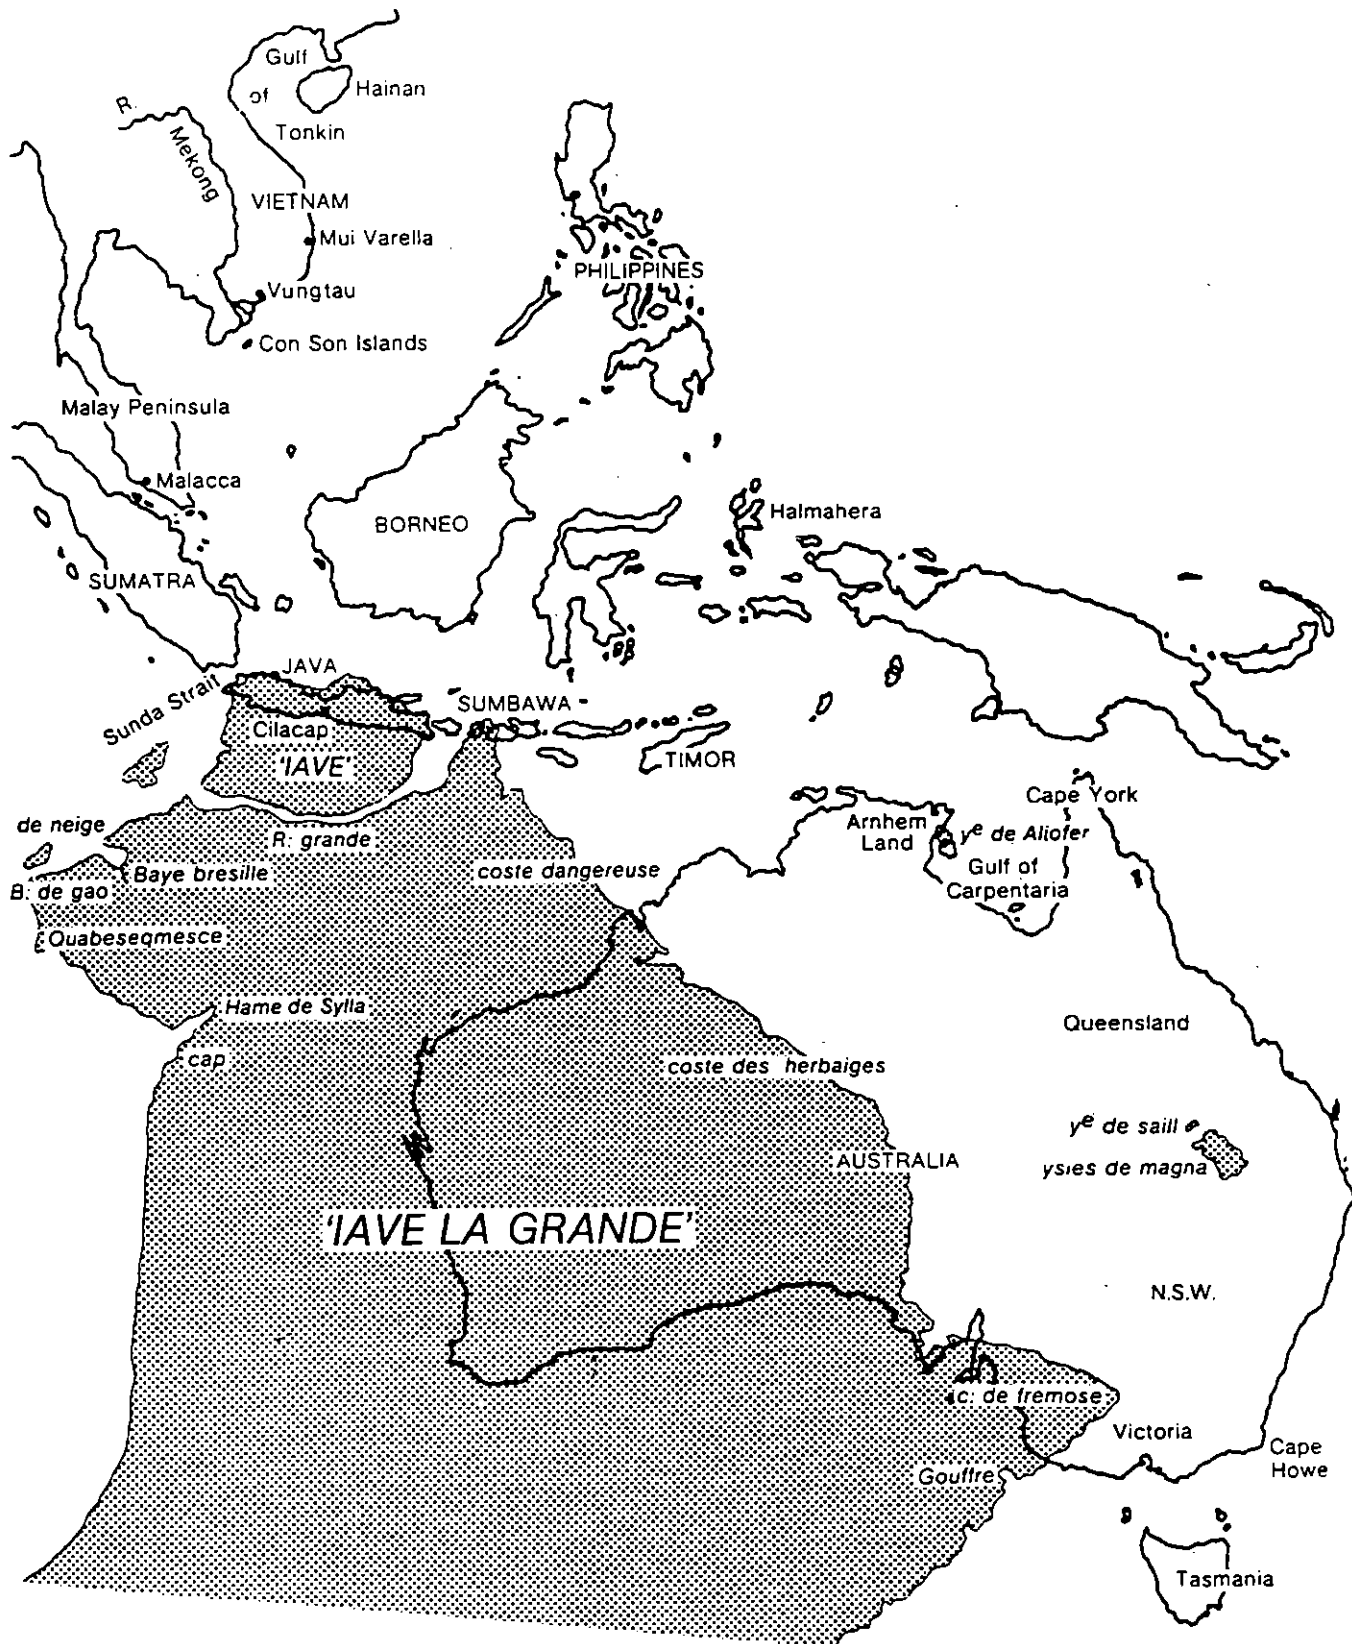 Gulf
of
Hainan
Tonkin
R.
Mekong
VIETNAM
Mui Varella
Vungtau
Con Son Islands
PHILIPPINES
Malay Peninsula
Malacca
BORNEO
Halmahera
SUMATRA
JAVA
Sunda Strait
SUMBAWA
Cilacap
'IAVE'
TIMOR
Cape York
Arnhem
Land
yᵉ de Aliofer
Gulf of
Carpentaria
de neige
R: grande
Baye bresille
coste dangereuse
B. de gao
Quabeseqmesce
Hame de Sylla
cap
Queensland
coste des herbaiges
yᵉ de saill
AUSTRALIA
ysles de magna
'IAVE LA GRANDE'
N.S.W.
c: de fremose
Victoria
Cape
Howe
Gouffre
Tasmania